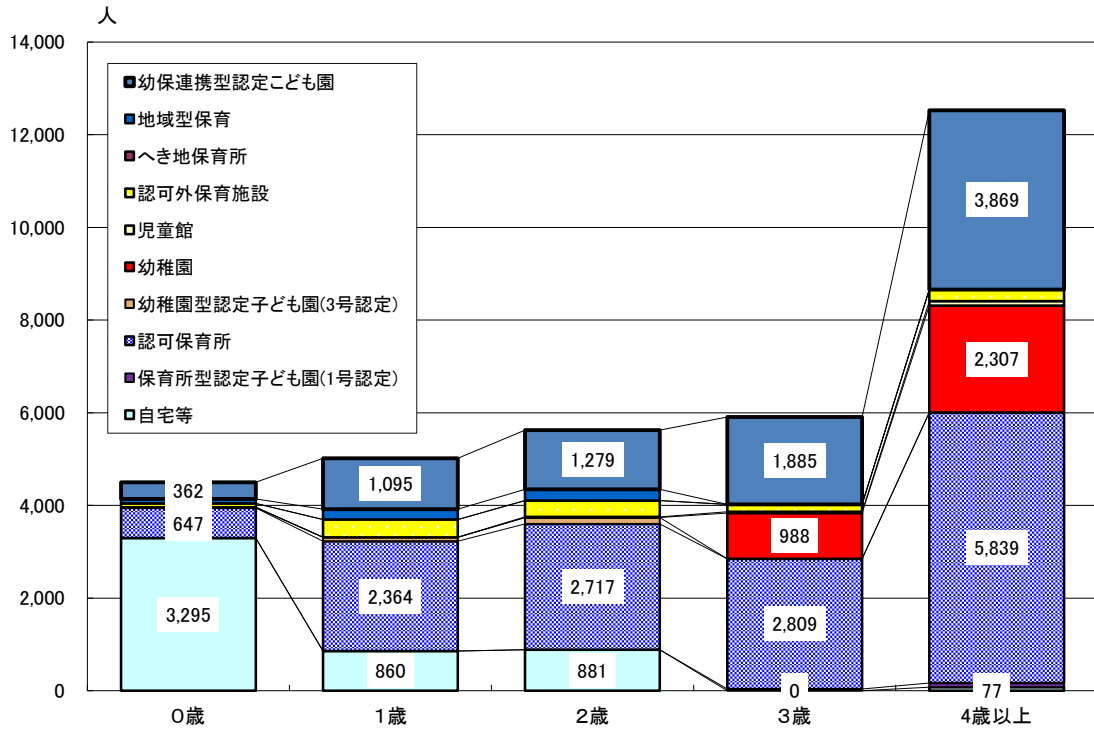 人
14,000
12,000
10,000
8,000
6,000
4,000
2,000
0
幼保連携型認定こども園
地域型保育
へき地保育所
認可外保育施設
児童館
幼稚園
幼稚園型認定子ども園(3号認定)
認可保育所
保育所型認定子ども園(1号認定)
自宅等
362
647
3,295
1,095
2,364
860
1,279
2,717
881
1,885
988
2,809
0
3,869
2,307
5,839
77
0歳
1歳
2歳
3歳
4歳以上